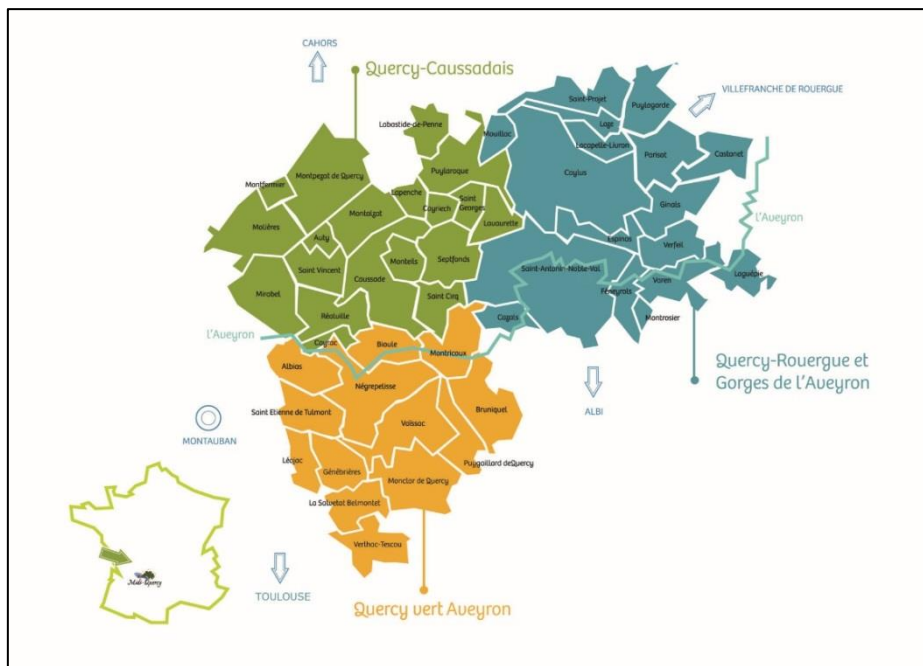 CAHORS
Quercy-Caussadais
VILLEFRANCHE DE ROUERGUE
Labastide-de-Penne
Mouillac
Saint-Projet
Puylagarde
Loze
Lacapelle-Livron
Parisot
Castanet
Montfermier
Montpezat de Quercy
Puylaroque
Caylus
Lapenche
Cayriech
Saint
Georges
Ginals
Molières
Montalzat
Lavaurette
l'Aveyron
Auty
Espinas
Verfeil
Saint Vincent
Monteils
Septfonds
Saint-Antonin-Noble-Val
Mirabel
Caussade
Varen
Laguépie
Saint Cirq
Féneyrols
Réalville
Cazals
Montrosier
l'Aveyron
Cayrac
Bioule
Montricoux
Quercy-Rouergue et
Gorges de l'Aveyron
Albias
Nègrepelisse
ALBI
Bruniquel
Saint Etienne de Tulmont
Vaïssac
MONTAUBAN
Puygaillard deQuercy
Léojac
Génébrières
Monclar de Quercy
La Salvetat Belmontet
Verlhac-Tescou
Midi-Quercy
TOULOUSE
Quercy vert Aveyron